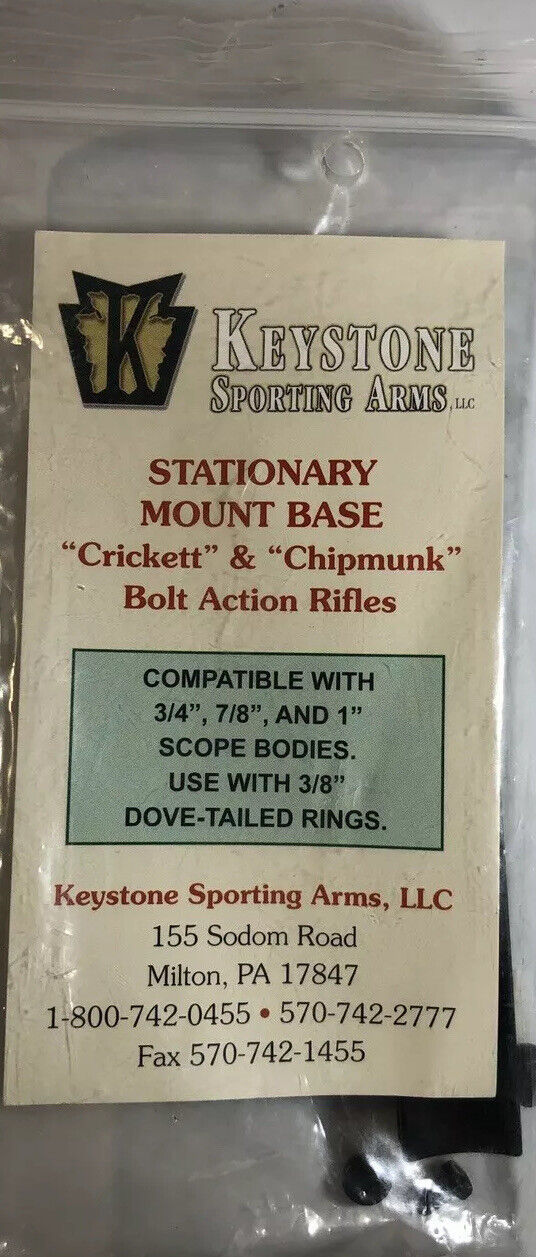 K
KEYSTONE
SPORTING ARMS, LLC
STATIONARY
MOUNT BASE
“Crickett” & “Chipmunk”
Bolt Action Rifles
COMPATIBLE WITH
3/4”, 7/8”, AND 1”
SCOPE BODIES.
USE WITH 3/8”
DOVE-TAILED RINGS.
Keystone Sporting Arms, LLC
155 Sodom Road
Milton, PA 17847
1-800-742-0455 • 570-742-2777
Fax 570-742-1455